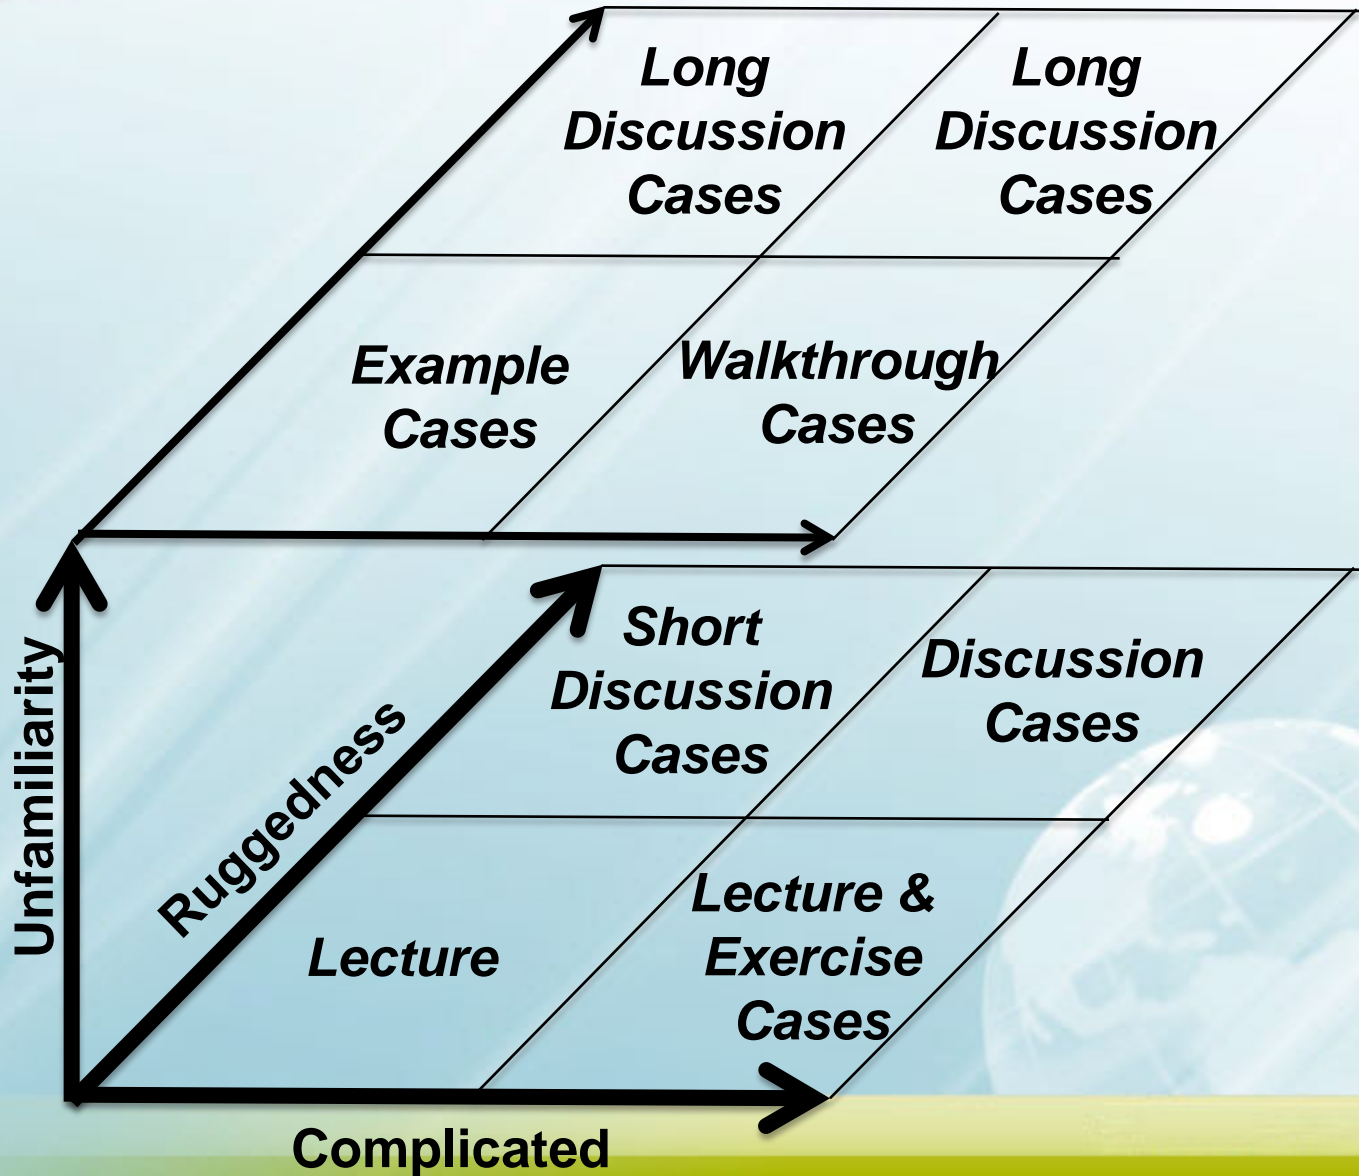 Long
Discussion
Cases
Long
Discussion
Cases
Example
Cases
Walkthrough
Cases
Short
Discussion
Cases
Discussion
Cases
Unfamiliarity
Ruggedness
Lecture
Lecture &
Exercise
Cases
Complicated